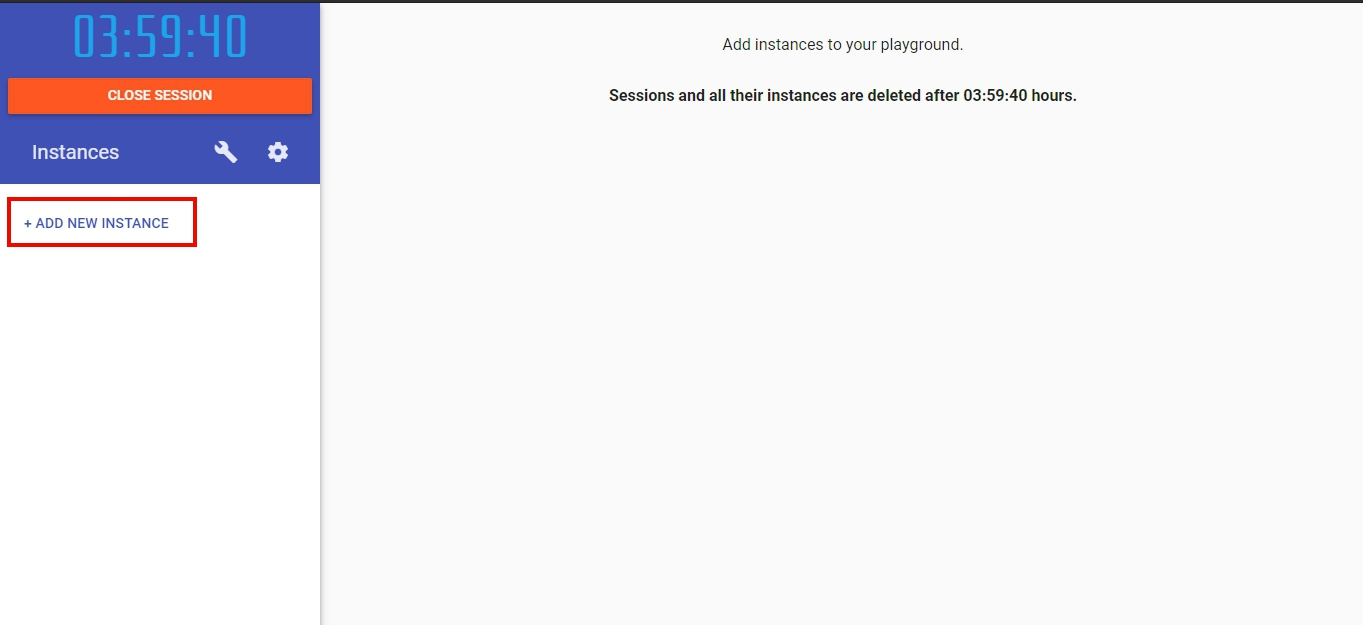 03:59:40
CLOSE SESSION
Instances
+ ADD NEW INSTANCE
Add instances to your playground.
Sessions and all their instances are deleted after 03:59:40 hours.